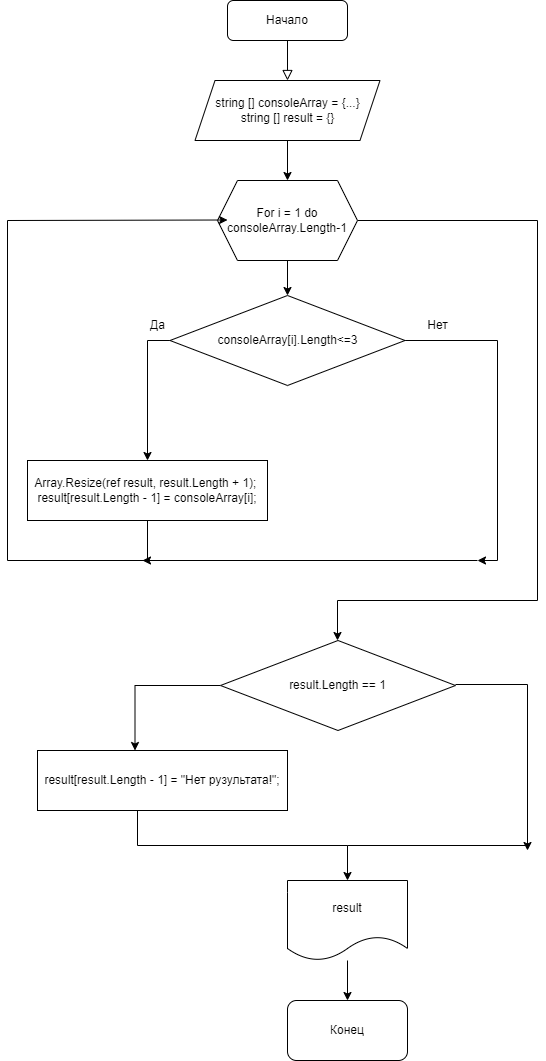 Начало
string [] consoleArray = {...}
string [] result = {}
For i = 1 do
consoleArray.Length-1
Да
Нет
consoleArray[i].Length<=3
Array.Resize(ref result, result.Length + 1);
result[result.Length - 1] = consoleArray[i];
result.Length == 1
result[result.Length - 1] = "Нет рузультата!";
result
Конец